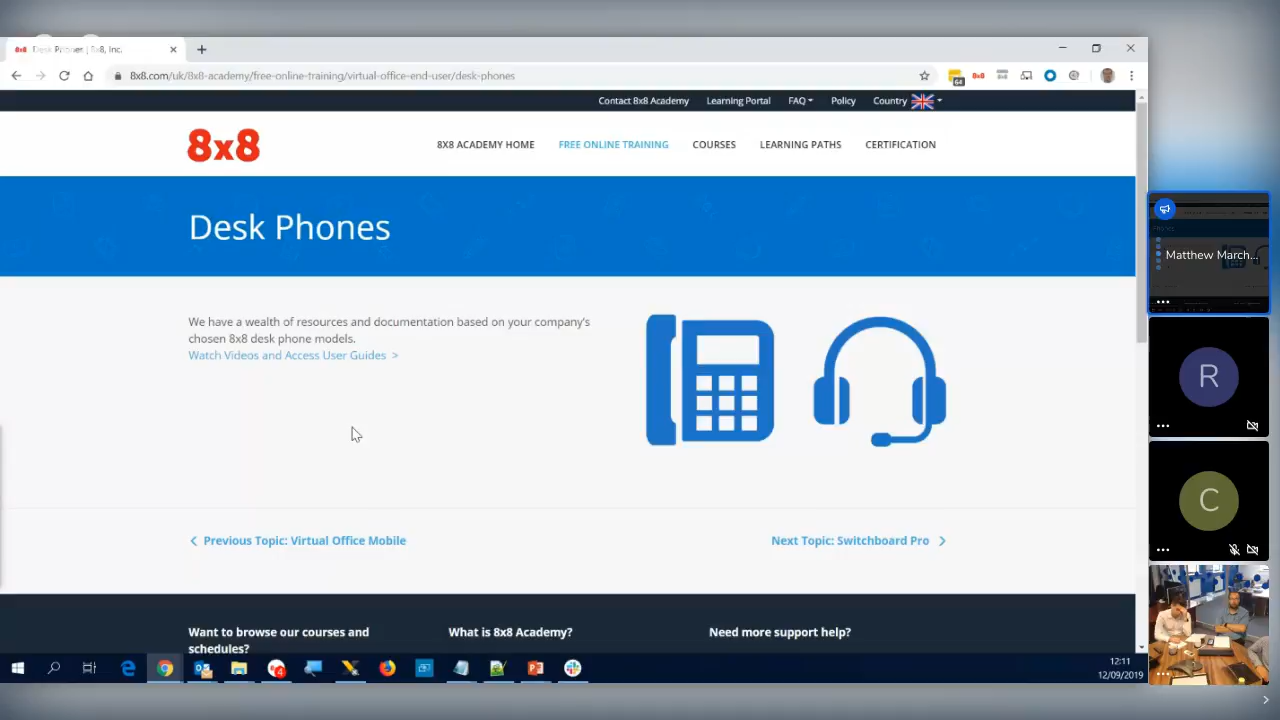 Desk Phones | 8x8, Inc.
8x8.com/uk/8x8-academy/free-online-training/virtual-office-end-user/desk-phones
64
8x8
Contact 8x8 Academy Learning Portal FAQ Policy Country
8x8
8X8 ACADEMY HOME FREE ONLINE TRAINING COURSES LEARNING PATHS CERTIFICATION
Desk Phones
We have a wealth of resources and documentation based on your company's
chosen 8x8 desk phone models.
Watch Videos and Access User Guides >
Previous Topic: Virtual Office Mobile
Next Topic: Switchboard Pro
Want to browse our courses and
schedules?
What is 8x8 Academy?
Need more support help?
12:11
12/09/2019
Matthew March...
R
C